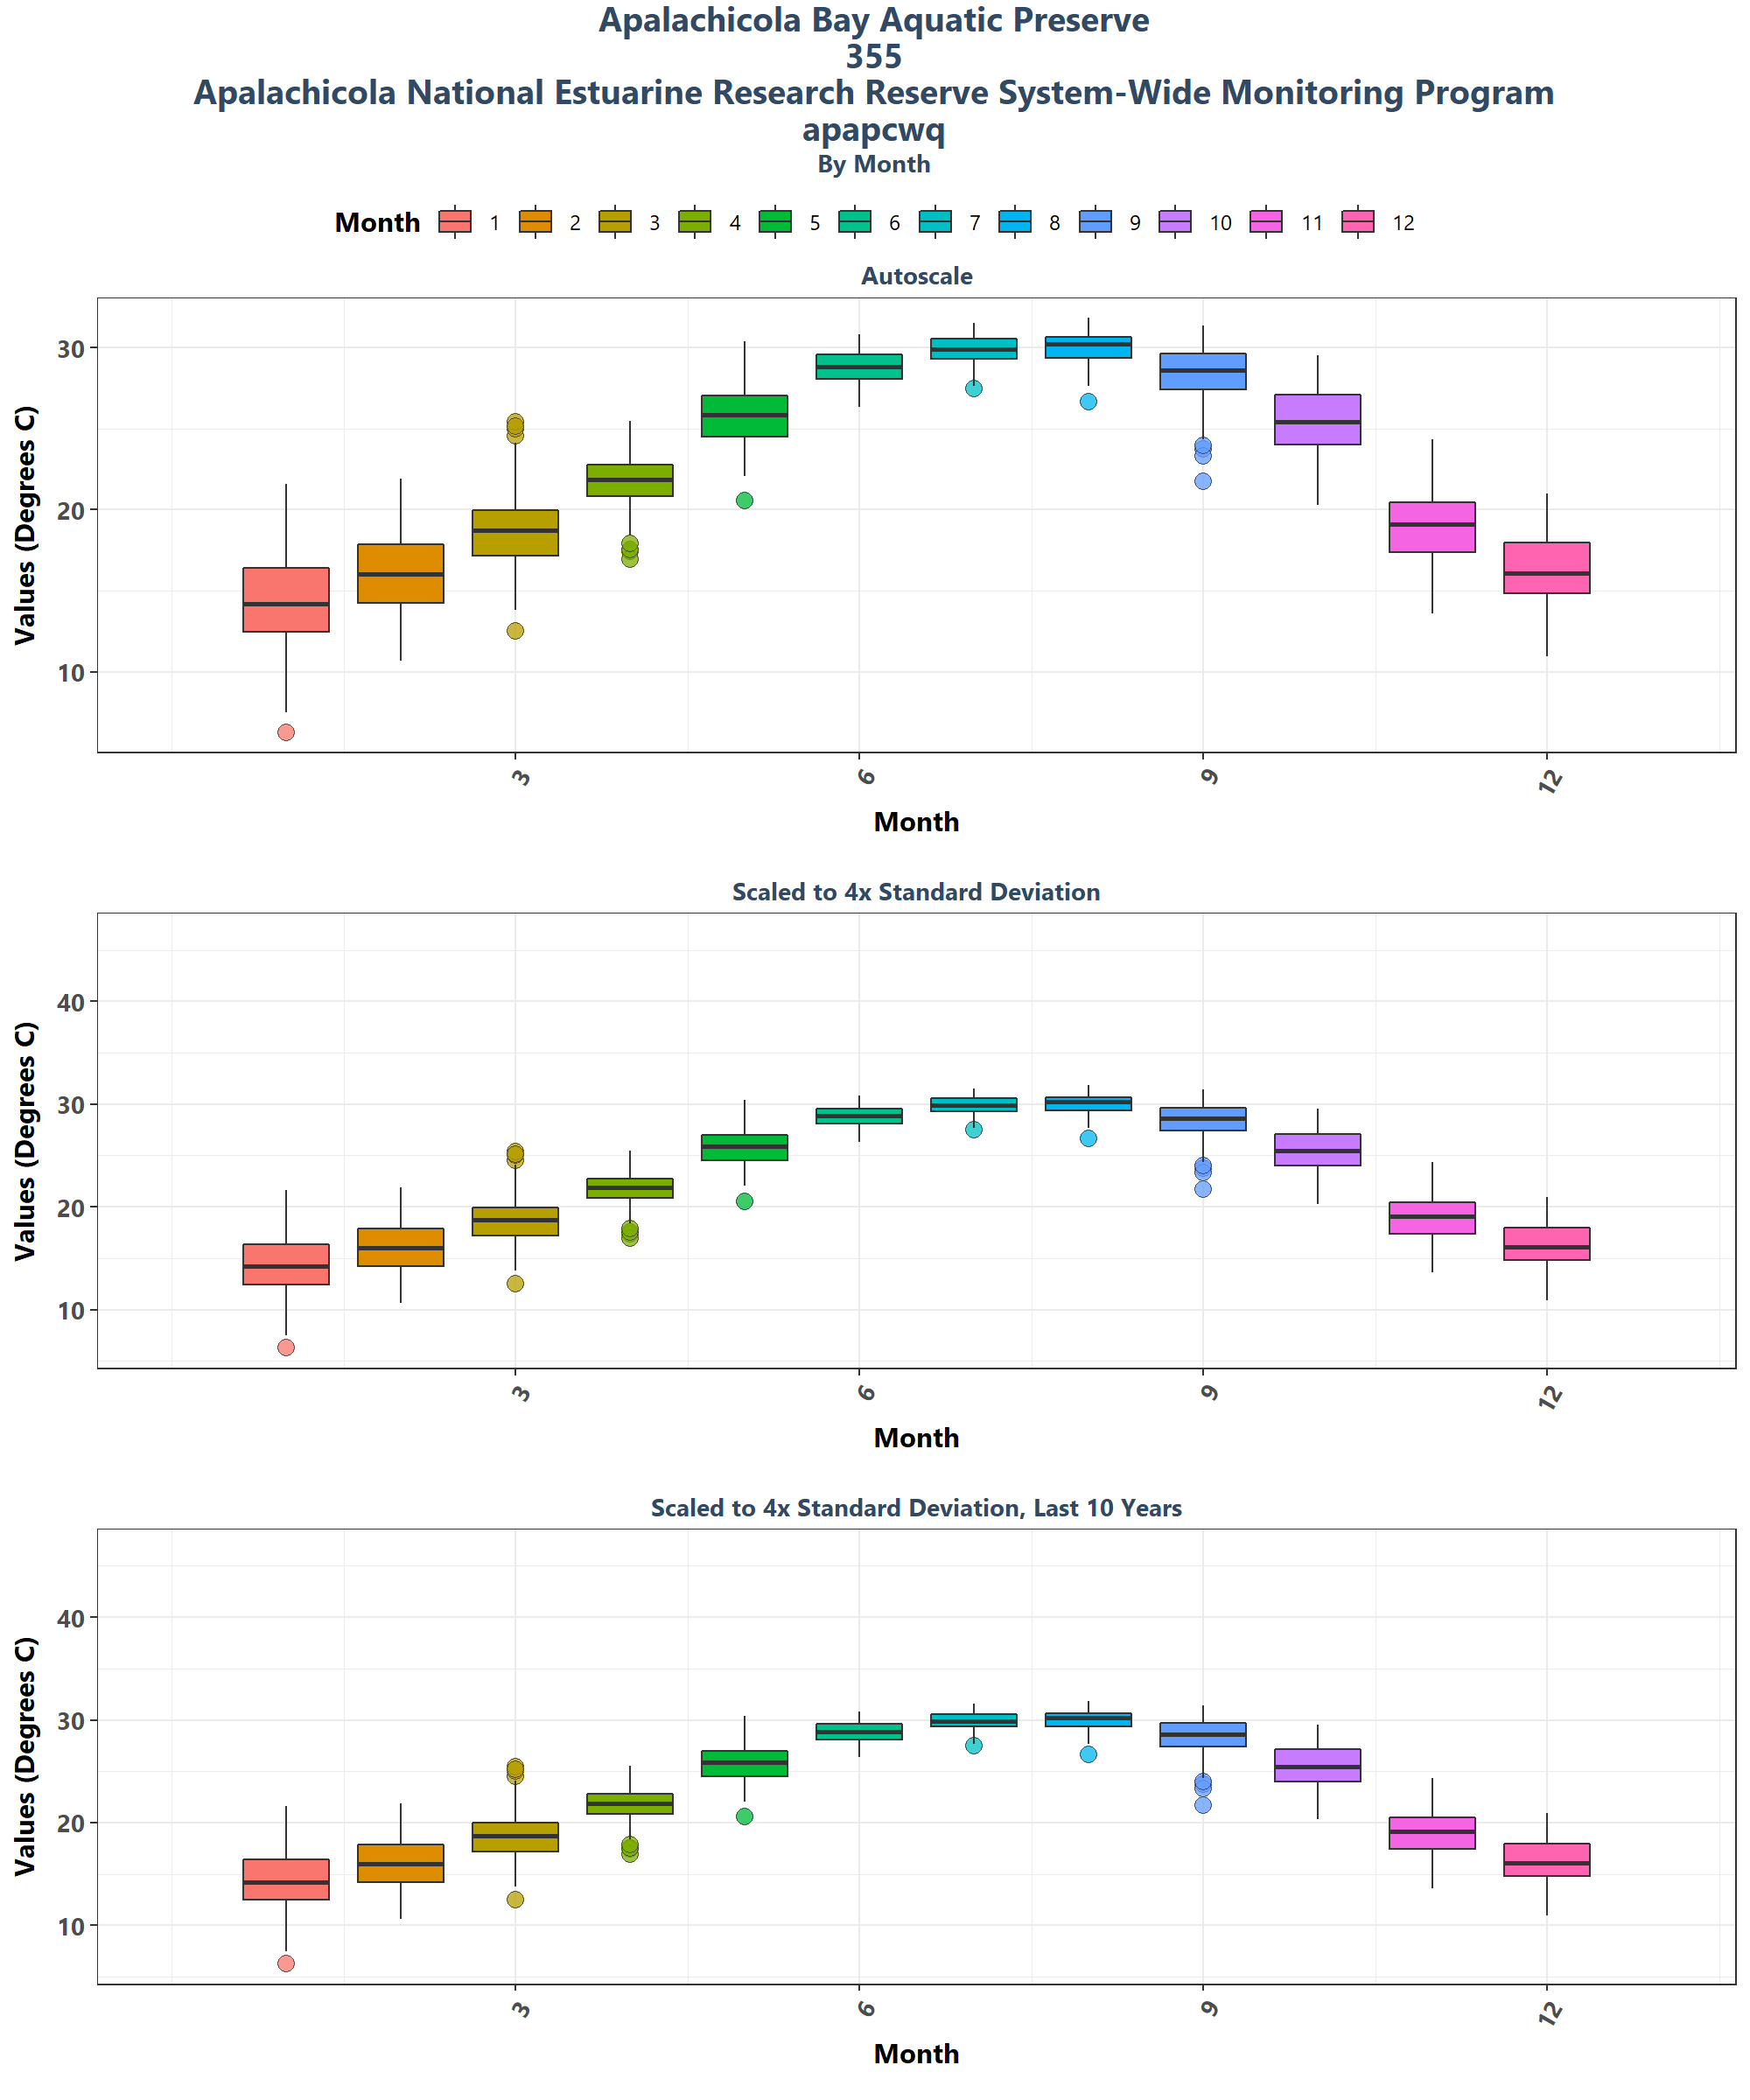 Apalachicola Bay Aquatic Preserve
355
Apalachicola National Estuarine Research Reserve System-Wide Monitoring Program
apapcwq
By Month
Month 1 2 3 4 5 6 7 8 9 10 11 12
Autoscale
Values (Degrees C)
30
20
10
3 6 9 12
Month
Scaled to 4x Standard Deviation
Values (Degrees C)
40
30
20
10
3 6 9 12
Month
Scaled to 4x Standard Deviation, Last 10 Years
Values (Degrees C)
40
30
20
10
3 6 9 12
Month